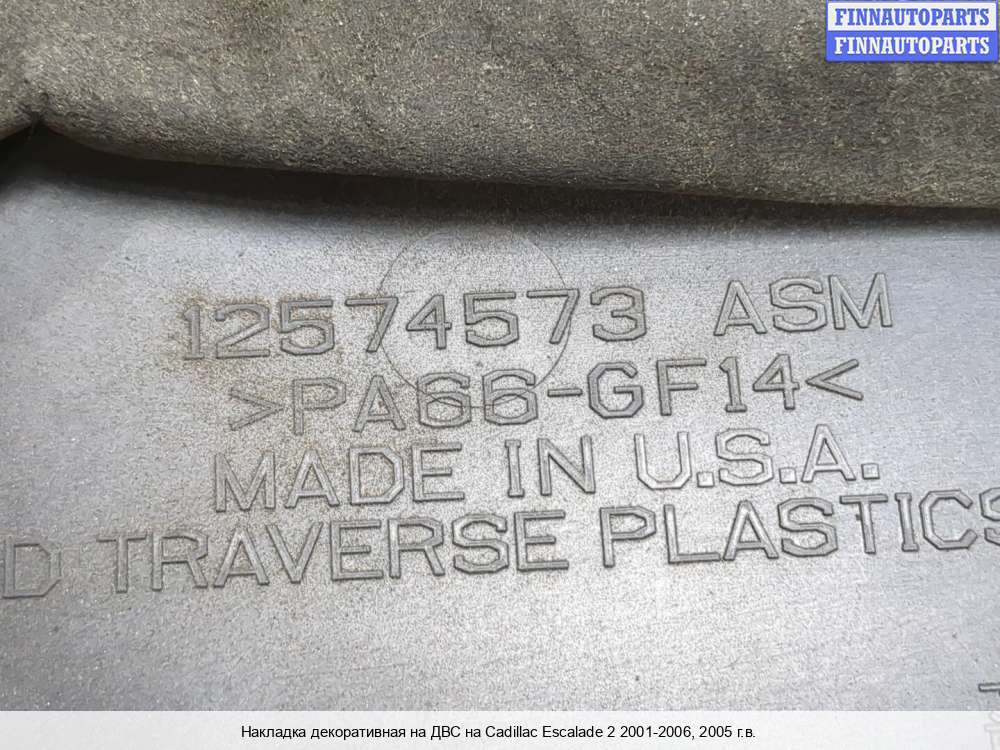 FINNAUTOPARTS
FINNAUTOPARTS
12574573 ASM
>PA66-GF14<
MADE IN U.S.A.
D TRAVERSE PLASTICS
Накладка декоративная на ДВС на Cadillac Escalade 2 2001-2006, 2005 г.в.